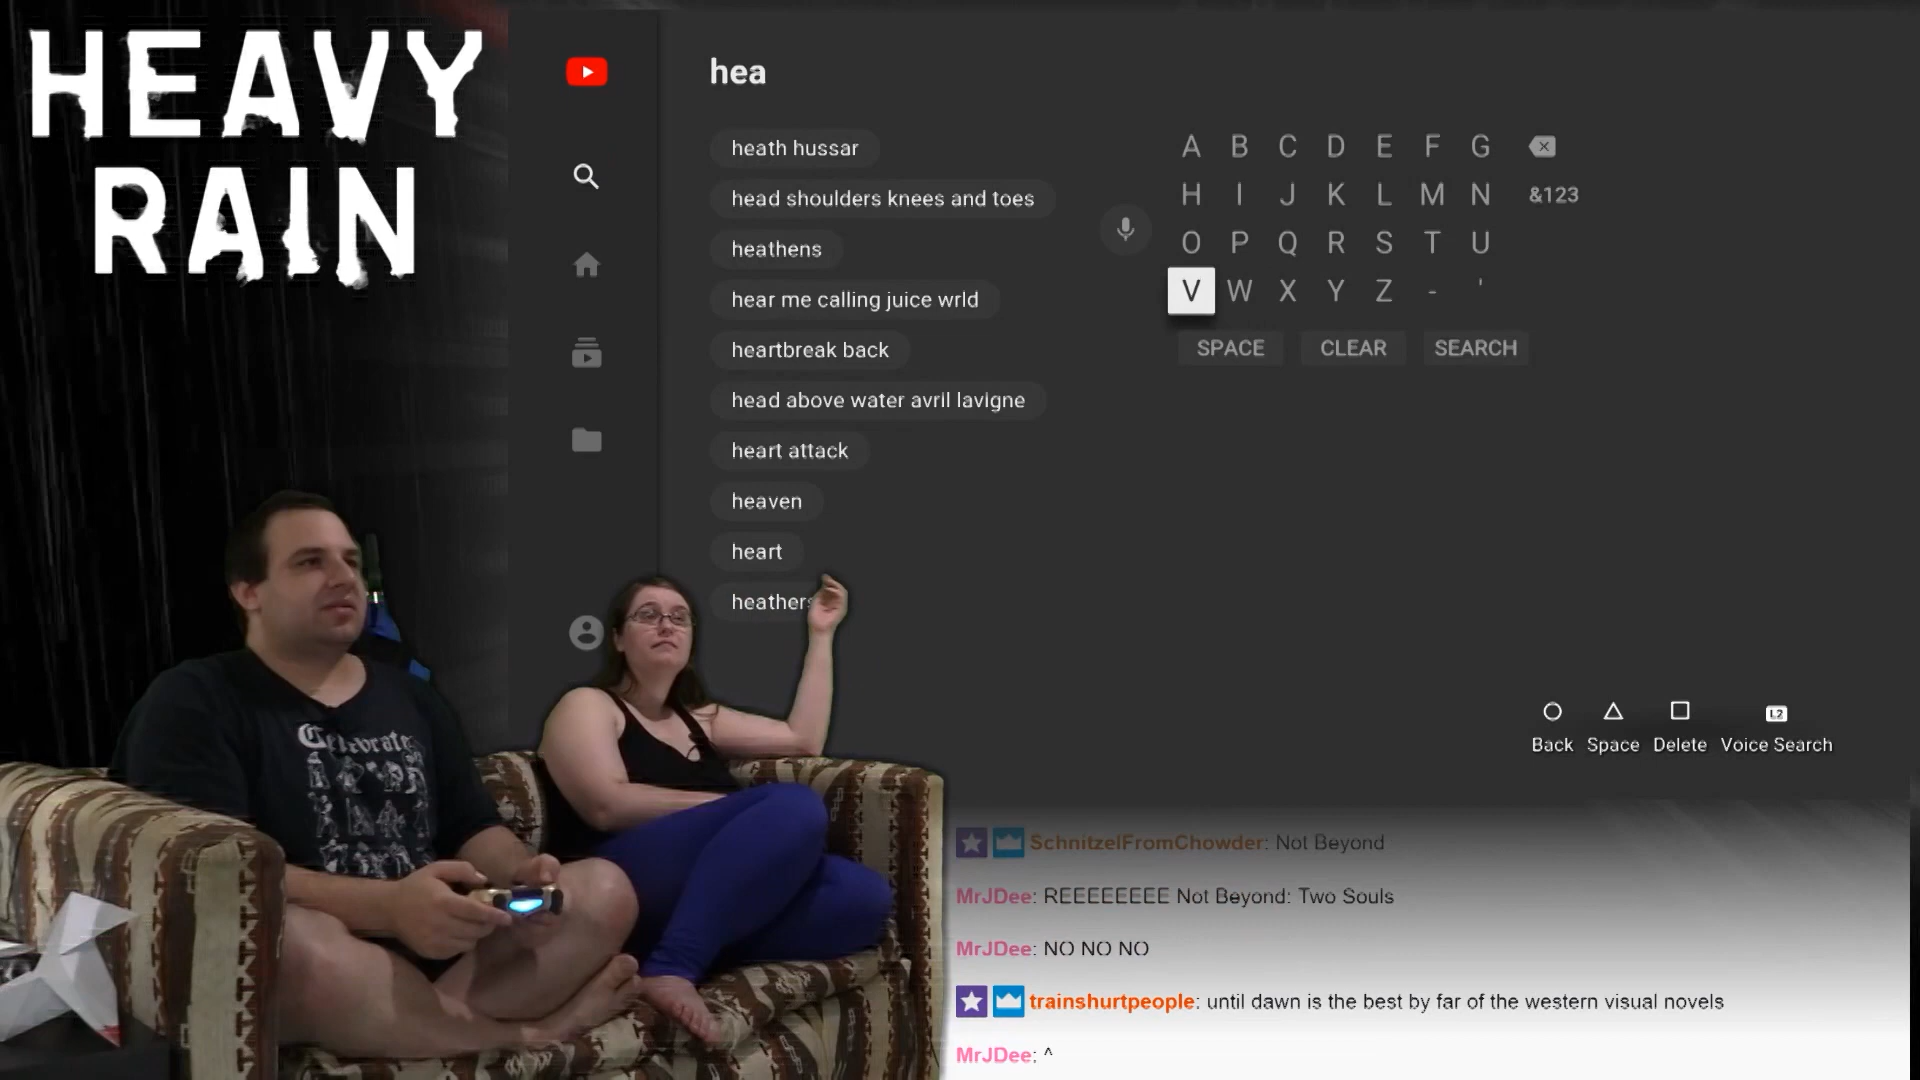 HEAVY
RAIN
hea
heath hussar
head shoulders knees and toes
heathens
hear me calling juice wrld
heartbreak back
head above water avril lavigne
heart attack
heaven
heart
heathers
A B C D E F G
H I J K L M N &123
O P Q R S T U
V W X Y Z - '
SPACE CLEAR SEARCH
L2
Back Space Delete Voice Search
Celebrate
SchnitzelFromChowder: Not Beyond
MrJDee: REEEEEEEE Not Beyond: Two Souls
MrJDee: NO NO NO
trainshurtpeople: until dawn is the best by far of the western visual novels
MrJDee: ^